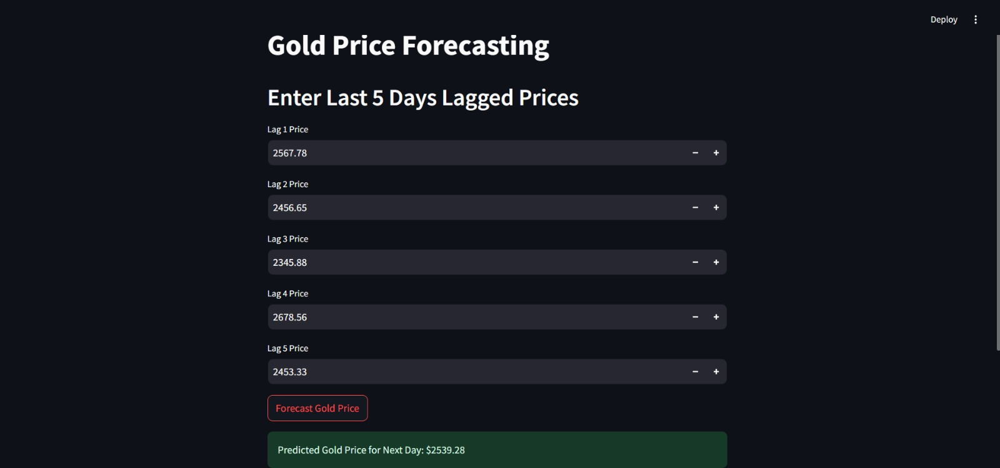 Deploy
Gold Price Forecasting
Enter Last 5 Days Lagged Prices
Lag 1 Price
2567.78
Lag 2 Price
2456.65
Lag 3 Price
2345.88
Lag 4 Price
2678.56
Lag 5 Price
2453.33
Forecast Gold Price
Predicted Gold Price for Next Day: $2539.28